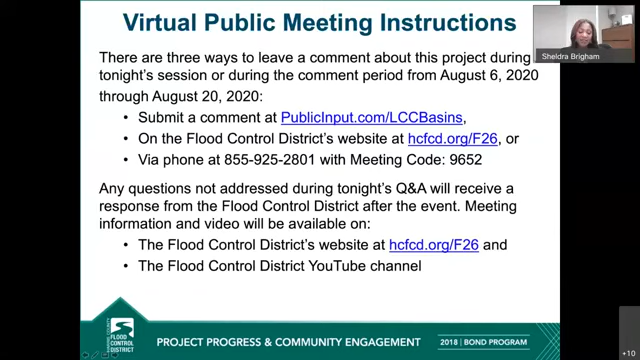 Virtual Public Meeting Instructions
Sheldra Brigham
There are three ways to leave a comment about this project during
tonight's session or during the comment period from August 6, 2020
through August 20, 2020:
• Submit a comment at PublicInput.com/LCCBasins,
• On the Flood Control District's website at hcfcd.org/F26, or
• Via phone at 855-925-2801 with Meeting Code: 9652
Any questions not addressed during tonight's Q&A will receive a
response from the Flood Control District after the event. Meeting
information and video will be available on:
• The Flood Control District's website at hcfcd.org/F26 and
• The Flood Control District YouTube channel
HARRIS COUNTY
FLOOD
CONTROL
DISTRICT
PROJECT PROGRESS & COMMUNITY ENGAGEMENT
2018 | BOND PROGRAM
+10